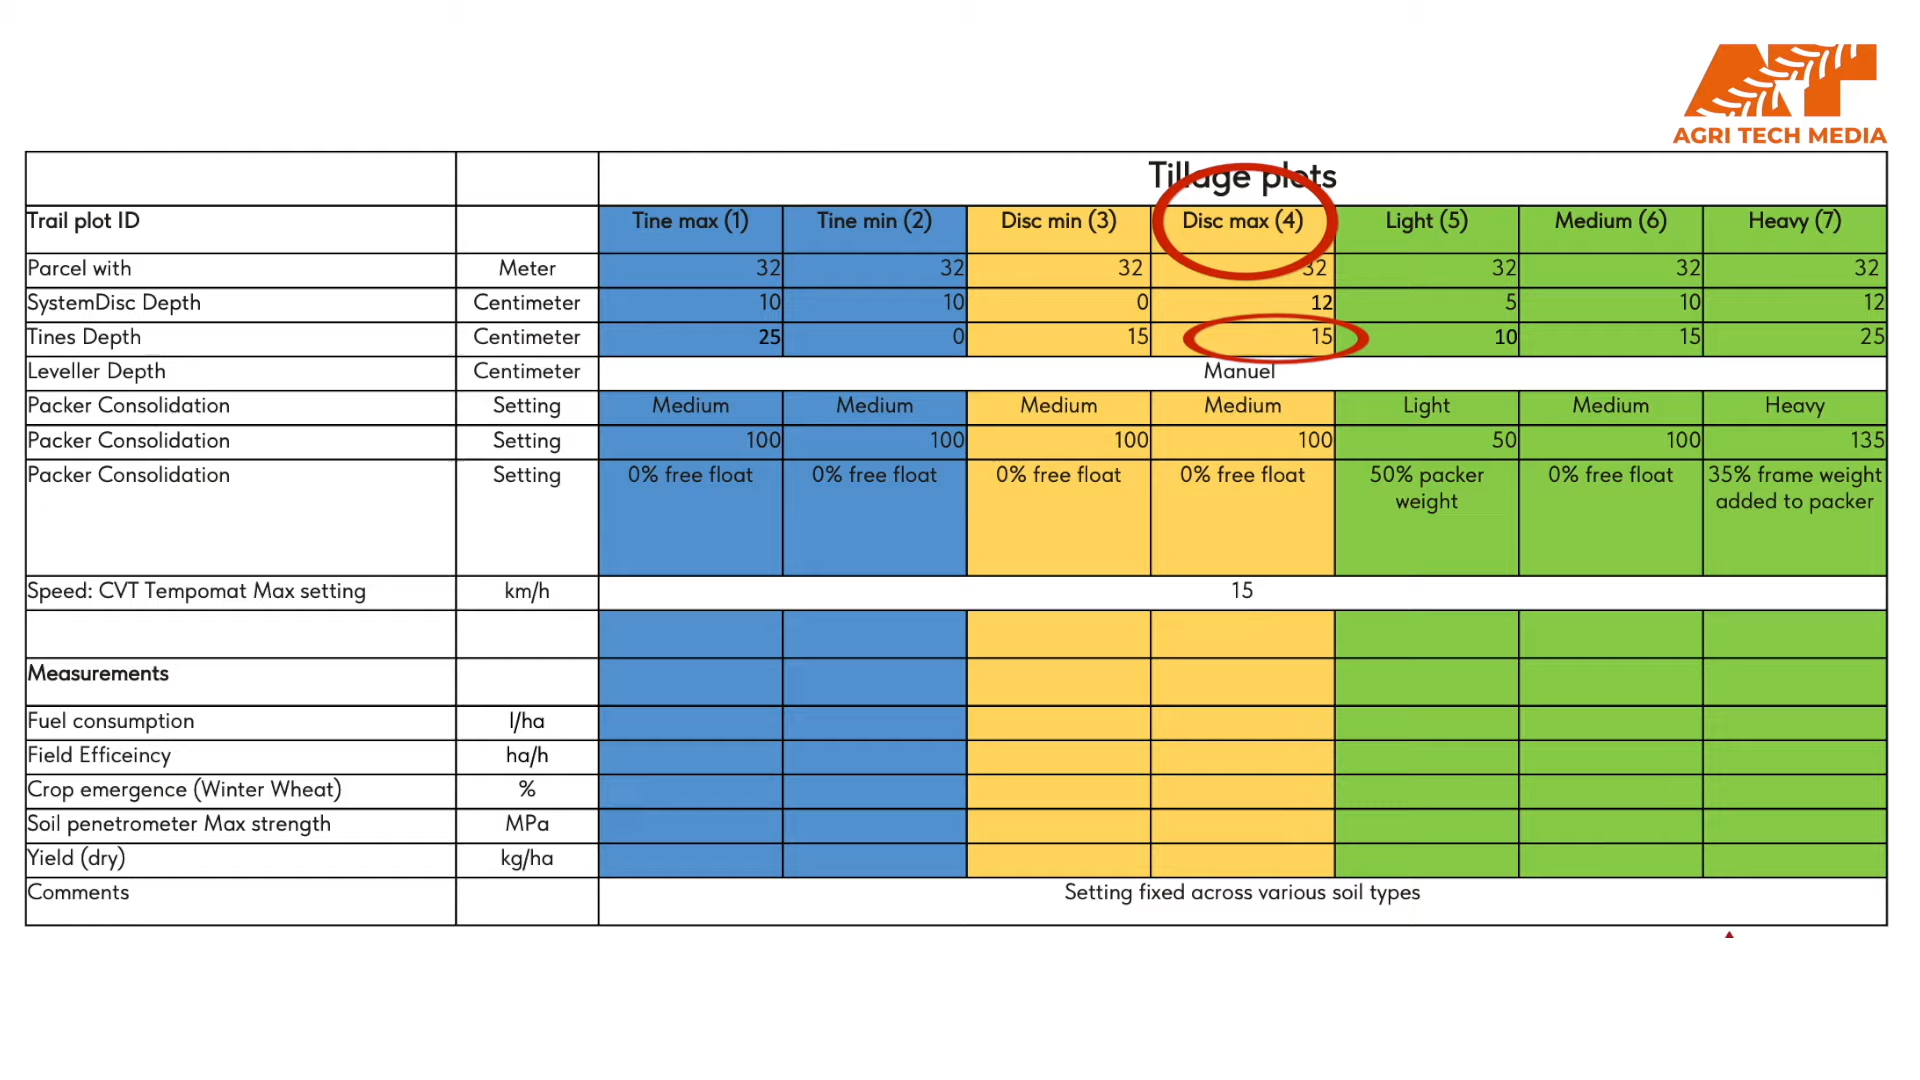 AGRI TECH MEDIA
Tillage plots
Trail plot ID Tine max (1) Tine min (2) Disc min (3) Disc max (4) Light (5) Medium (6) Heavy (7)
Parcel with Meter 32 32 32 32 32 32 32
SystemDisc Depth Centimeter 10 10 0 12 5 10 12
Tines Depth Centimeter 25 0 15 15 10 15 25
Leveller Depth Centimeter Manuel
Packer Consolidation Setting Medium Medium Medium Medium Light Medium Heavy
Packer Consolidation Setting 100 100 100 100 50 100 135
Packer Consolidation Setting 0% free float 0% free float 0% free float 0% free float 50% packer 0% free float 35% frame weight
weight added to packer
Speed: CVT Tempomat Max setting km/h 15
Measurements
Fuel consumption l/ha
Field Efficeincy ha/h
Crop emergence (Winter Wheat) %
Soil penetrometer Max strength MPa
Yield (dry) kg/ha
Comments Setting fixed across various soil types